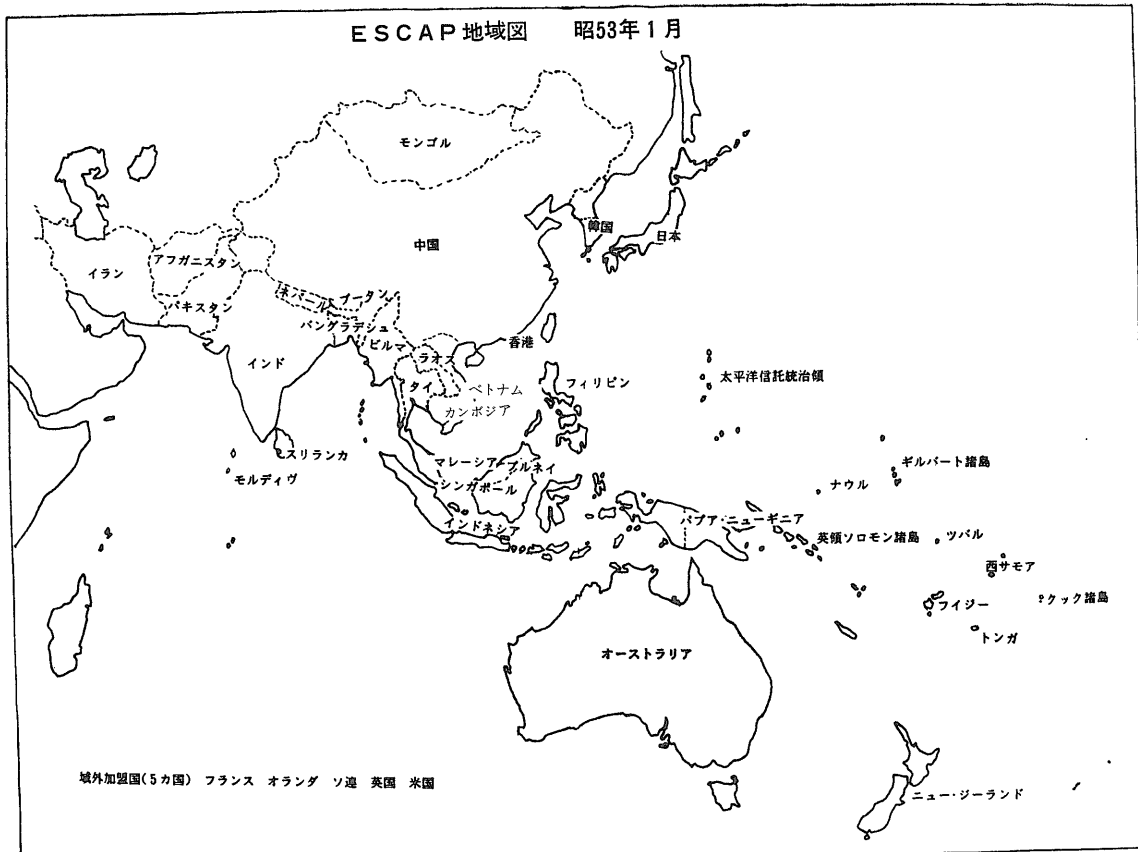 ESCAP地域図 昭53年1月
モンゴル
中国
韓国
日本
イラン
アフガニスタン
パキスタン
ネパール
ブータン
バングラデシュ
ビルマ
インド
ラオス
香港
タイ
ベトナム
カンボジア
フィリピン
太平洋信託統治領
スリランカ
モルディヴ
マレーシア
ブルネイ
シンガポール
インドネシア
パプア・ニューギニア
ナウル
ギルバート諸島
英領ソロモン諸島
ツバル
西サモア
フイジー
クック諸島
トンガ
オーストラリア
ニュー・ジーランド
域外加盟国(5カ国) フランス オランダ ソ連 英国 米国